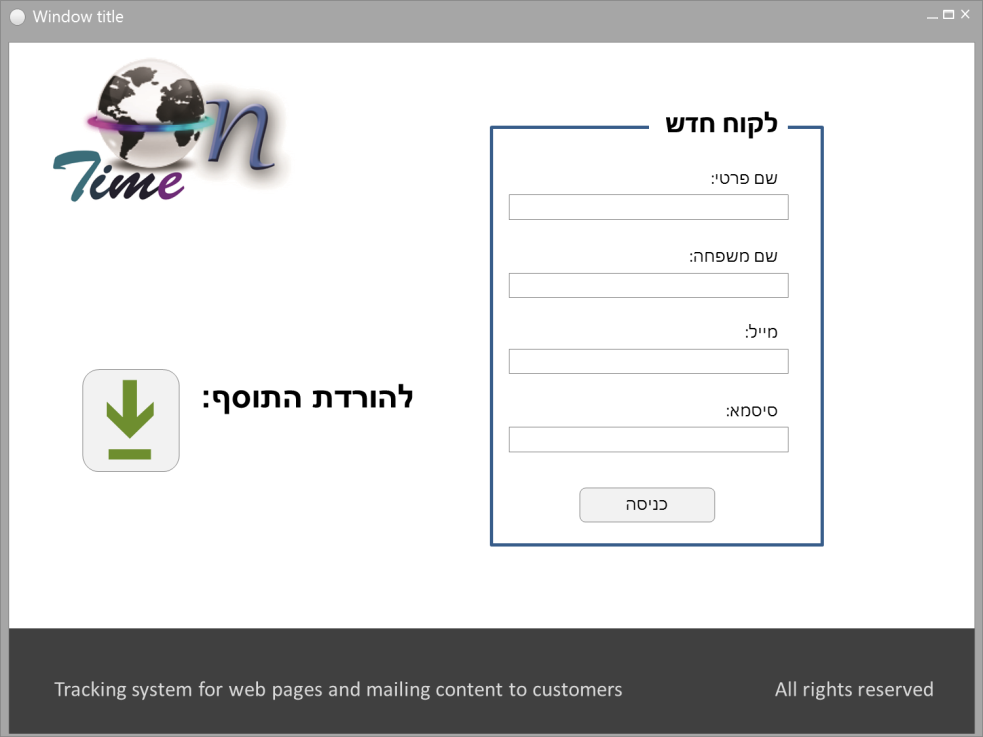 Window title
On
Time
לקוח חדש
שם פרטי:
שם משפחה:
מייל:
סיסמא:
כניסה
להורדת התוסף:
Tracking system for web pages and mailing content to customers
All rights reserved